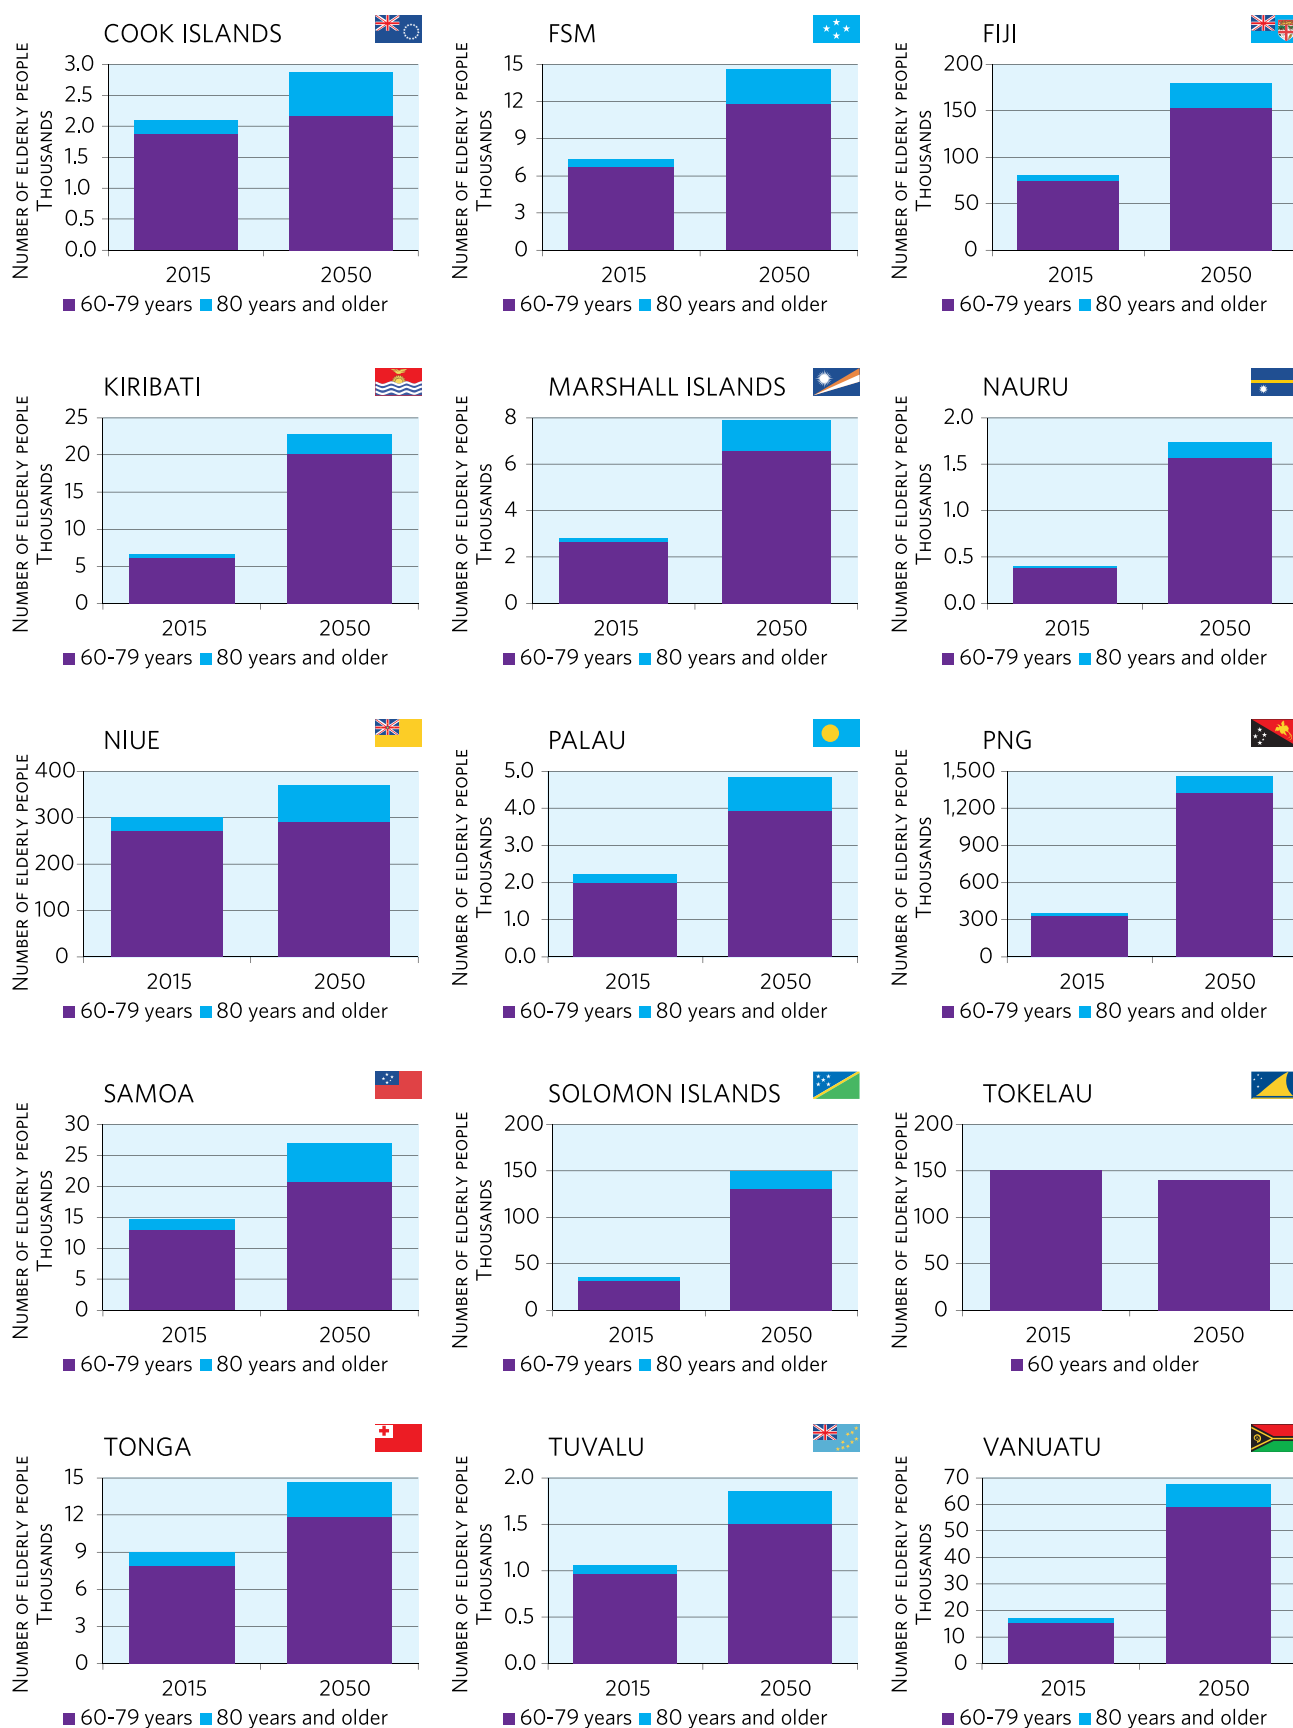 COOK ISLANDS
NUMBER OF ELDERLY PEOPLE
THOUSANDS
3.0
2.5
2.0
1.5
1.0
0.5
0.0
2015 2050
60-79 years 80 years and older
FSM
NUMBER OF ELDERLY PEOPLE
THOUSANDS
15
12
9
6
3
0
2015 2050
60-79 years 80 years and older
FIJI
NUMBER OF ELDERLY PEOPLE
THOUSANDS
200
150
100
50
0
2015 2050
60-79 years 80 years and older
KIRIBATI
NUMBER OF ELDERLY PEOPLE
THOUSANDS
25
20
15
10
5
0
2015 2050
60-79 years 80 years and older
MARSHALL ISLANDS
NUMBER OF ELDERLY PEOPLE
THOUSANDS
8
6
4
2
0
2015 2050
60-79 years 80 years and older
NAURU
NUMBER OF ELDERLY PEOPLE
THOUSANDS
2.0
1.5
1.0
0.5
0.0
2015 2050
60-79 years 80 years and older
NIUE
NUMBER OF ELDERLY PEOPLE
400
300
200
100
0
2015 2050
60-79 years 80 years and older
PALAU
NUMBER OF ELDERLY PEOPLE
THOUSANDS
5.0
4.0
3.0
2.0
1.0
0.0
2015 2050
60-79 years 80 years and older
PNG
NUMBER OF ELDERLY PEOPLE
THOUSANDS
1,500
1,200
900
600
300
0
2015 2050
60-79 years 80 years and older
SAMOA
NUMBER OF ELDERLY PEOPLE
THOUSANDS
30
25
20
15
10
5
0
2015 2050
60-79 years 80 years and older
SOLOMON ISLANDS
NUMBER OF ELDERLY PEOPLE
THOUSANDS
200
150
100
50
0
2015 2050
60-79 years 80 years and older
TOKELAU
NUMBER OF ELDERLY PEOPLE
200
150
100
50
0
2015 2050
60 years and older
TONGA
NUMBER OF ELDERLY PEOPLE
THOUSANDS
15
12
9
6
3
0
2015 2050
60-79 years 80 years and older
TUVALU
NUMBER OF ELDERLY PEOPLE
THOUSANDS
2.0
1.5
1.0
0.5
0.0
2015 2050
60-79 years 80 years and older
VANUATU
NUMBER OF ELDERLY PEOPLE
THOUSANDS
70
60
50
40
30
20
10
0
2015 2050
60-79 years 80 years and older